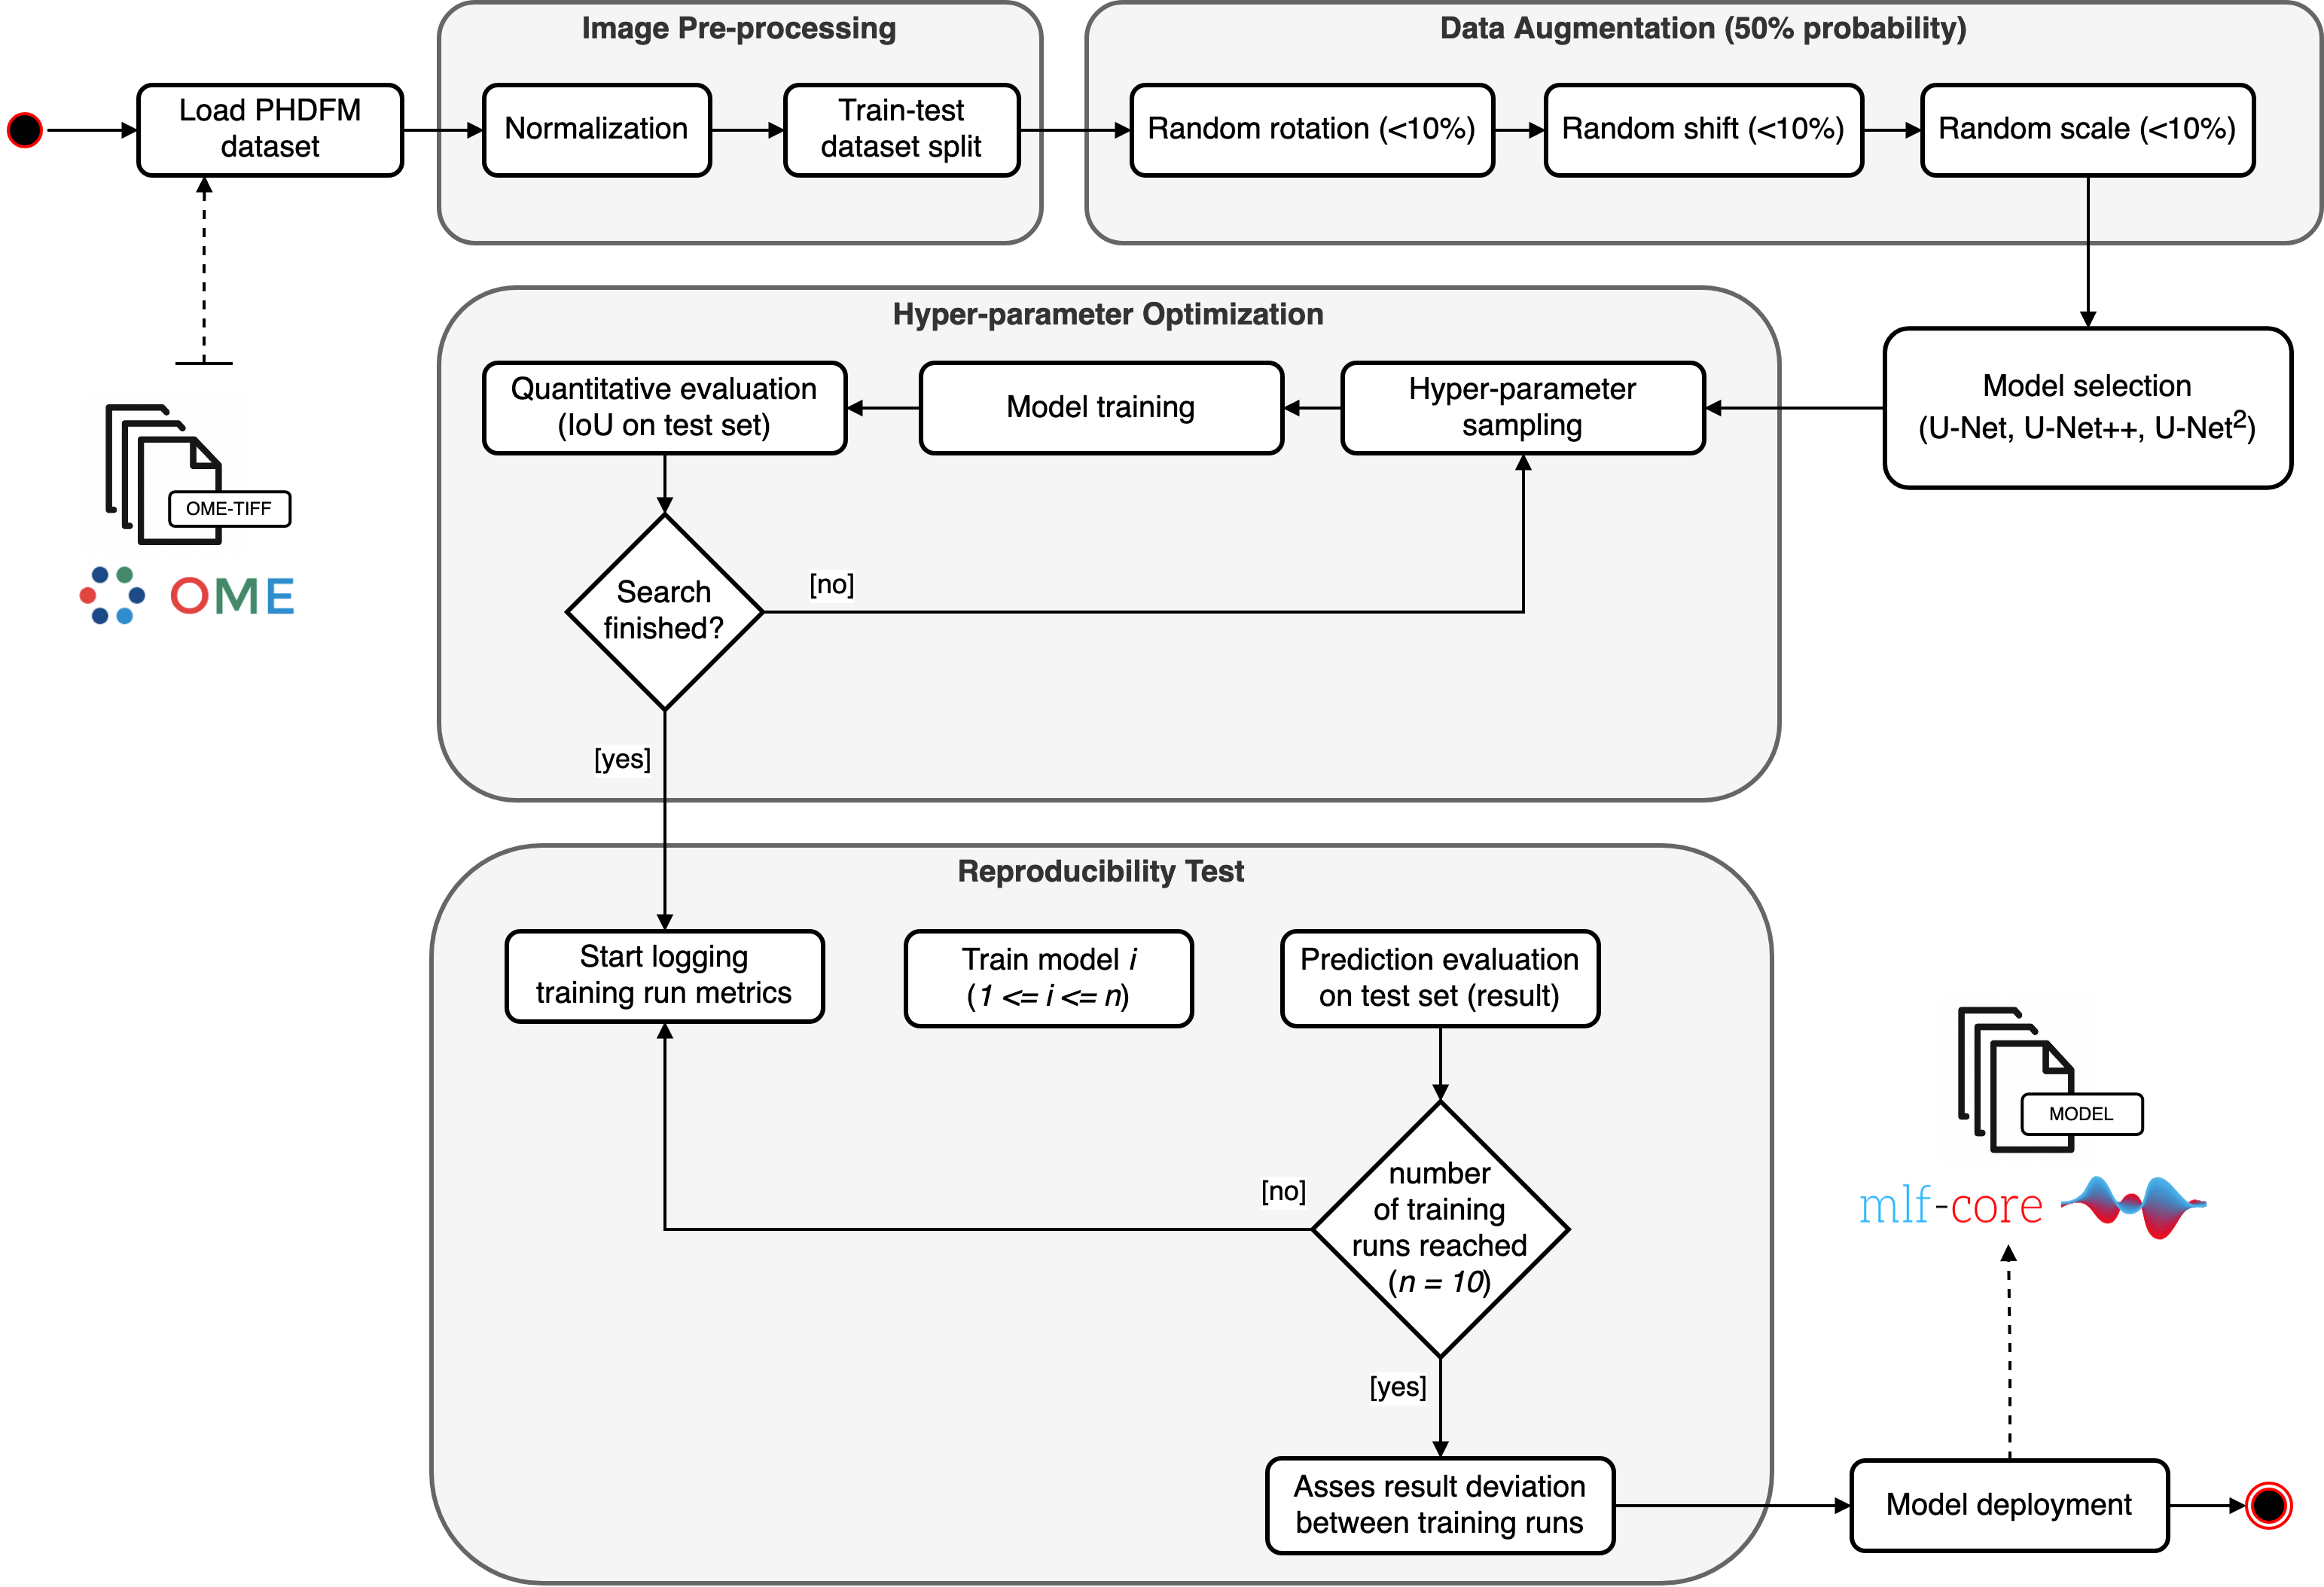 Image Pre-processing
Data Augmentation (50% probability)
Load PHDFM
dataset
Normalization
Train-test
dataset split
Random rotation (<10%)
Random shift (<10%)
Random scale (<10%)
Hyper-parameter Optimization
Quantitative evaluation
(IoU on test set)
Model training
Hyper-parameter
sampling
Model selection
(U-Net, U-Net++, U-Net²)
OME-TIFF
OME
Search
finished?
[no]
[yes]
Reproducibility Test
Start logging
training run metrics
Train model i
(1 <= i <= n)
Prediction evaluation
on test set (result)
number
of training
runs reached
(n = 10)
[no]
[yes]
MODEL
mlf-core
Asses result deviation
between training runs
Model deployment